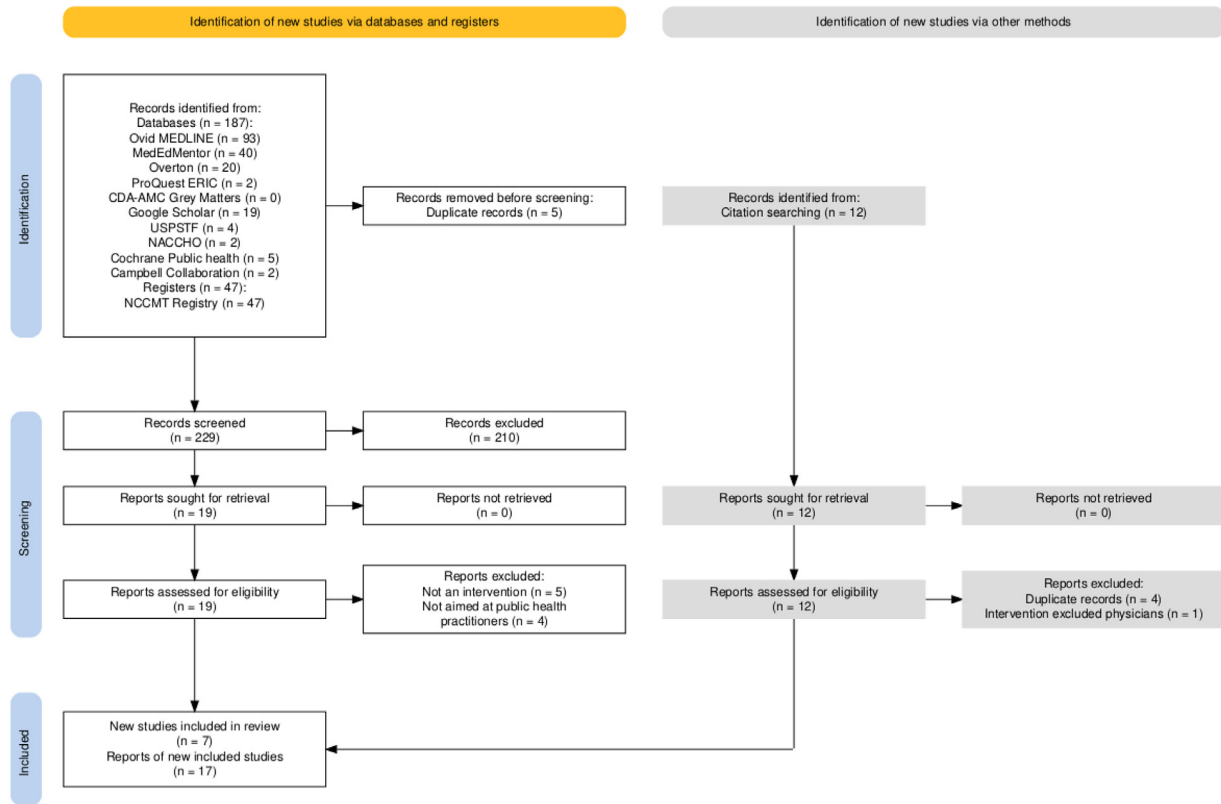 Identification of new studies via databases and registers
Identification of new studies via other methods
Identification
Records identified from:
Databases (n = 187):
Ovid MEDLINE (n = 93)
MedEdMentor (n = 40)
Overton (n = 20)
ProQuest ERIC (n = 2)
CDA-AMC Grey Matters (n = 0)
Google Scholar (n = 19)
USPSTF (n = 4)
NACCHO (n = 2)
Cochrane Public health (n = 5)
Campbell Collaboration (n = 2)
Registers (n = 47):
NCCMT Registry (n = 47)
Records removed before screening:
Duplicate records (n = 5)
Records identified from:
Citation searching (n = 12)
Screening
Records screened
(n = 229)
Records excluded
(n = 210)
Reports sought for retrieval
(n = 19)
Reports not retrieved
(n = 0)
Reports sought for retrieval
(n = 12)
Reports not retrieved
(n = 0)
Reports assessed for eligibility
(n = 19)
Reports excluded:
Not an intervention (n = 5)
Not aimed at public health
practitioners (n = 4)
Reports assessed for eligibility
(n = 12)
Reports excluded:
Duplicate records (n = 4)
Intervention excluded physicians (n = 1)
Included
New studies included in review
(n = 7)
Reports of new included studies
(n = 17)